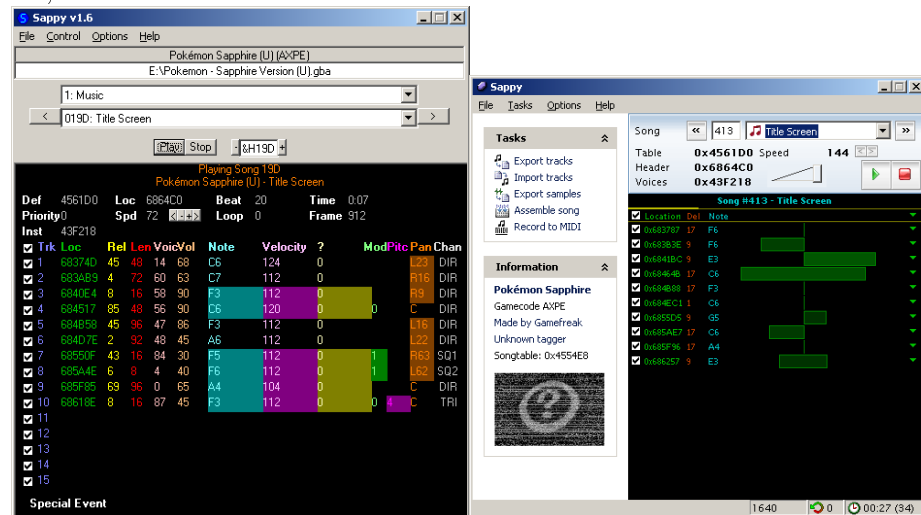 Sappy v1.6
File Control Options Help
Pokémon Sapphire (U) (AXPE)
E:\Pokemon - Sapphire Version (U).gba
1: Music
< 019D: Title Screen >
Play Stop - &H19D +
Playing Song 19D
Pokémon Sapphire (U) - Title Screen
Def 4561D0 Loc 6864C0 Beat 20 Time 0:07
Priority 0 Spd 72 < - + > Loop 0 Frame 912
Inst 43F218
Trk Loc Rel Len Voic Vol Note Velocity ? Mod Pitc Pan Chan
1 68374D 45 48 14 68 C6 124 0 L23 DIR
2 683AB9 4 72 60 63 C7 112 0 R16 DIR
3 6840E4 8 16 58 90 F3 112 0 R9 DIR
4 684517 85 48 56 90 C6 120 0 0 C DIR
5 684B58 45 96 47 86 F3 112 0 L16 DIR
6 684D7E 2 92 48 45 A6 112 0 L22 DIR
7 68550F 43 16 84 30 F5 112 0 1 R63 SQ1
8 685A4E 6 8 4 40 F6 112 0 1 L62 SQ2
9 685F85 69 96 0 65 A4 104 0 C DIR
10 68618E 8 16 87 45 F3 112 0 0 4 C TRI
11
12
13
14
15
Special Event
Sappy
File Tasks Options Help
Tasks
Export tracks
Import tracks
Export samples
Assemble song
Record to MIDI
Information
Pokémon Sapphire
Gamecode AXPE
Made by Gamefreak
Unknown tagger
Songtable: 0x4554E8
Song « 413 Title Screen »
Table 0x4561D0 Speed 144
Header 0x6864C0
Voices 0x43F218
Song #413 - Title Screen
Location Del Note
0x683787 17 F6
0x683B3E 9 F6
0x6841BC 9 E3
0x68464B 17 C6
0x684B88 17 F3
0x684EC1 1 C6
0x6855D5 9 G5
0x685AE7 17 C6
0x685F96 17 A4
0x686257 9 E3
1640 0 00:27 (34)